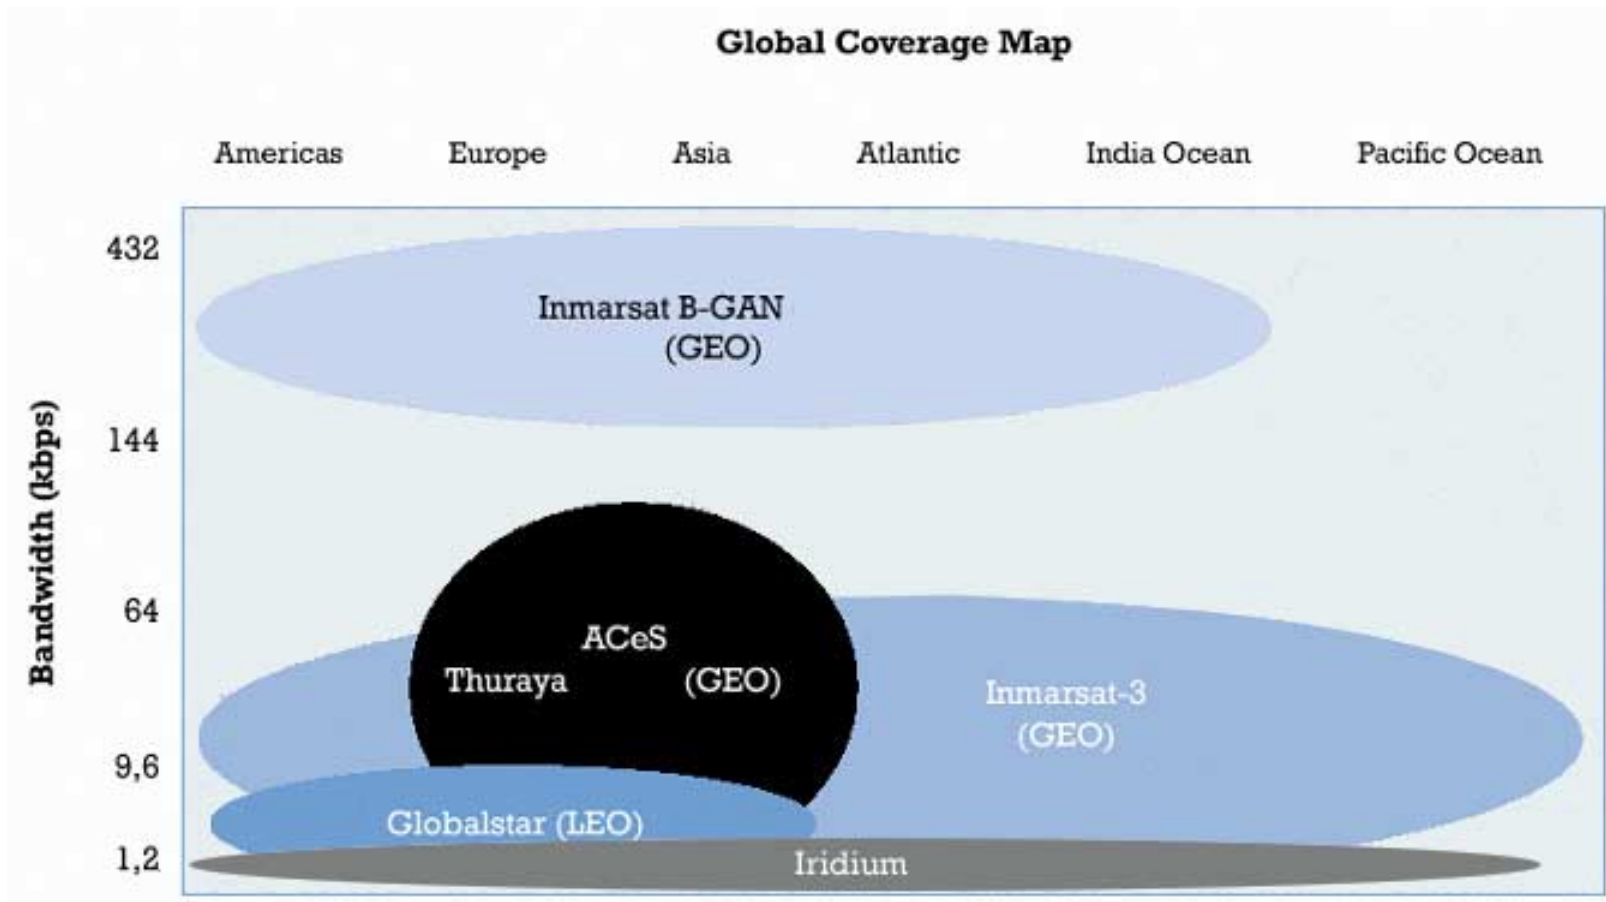 Global Coverage Map
Americas Europe Asia Atlantic India Ocean Pacific Ocean
Bandwidth (kbps)
432
Inmarsat B-GAN
(GEO)
144
64
ACeS
Thuraya (GEO)
Inmarsat-3
(GEO)
9,6
Globalstar (LEO)
1,2
Iridium